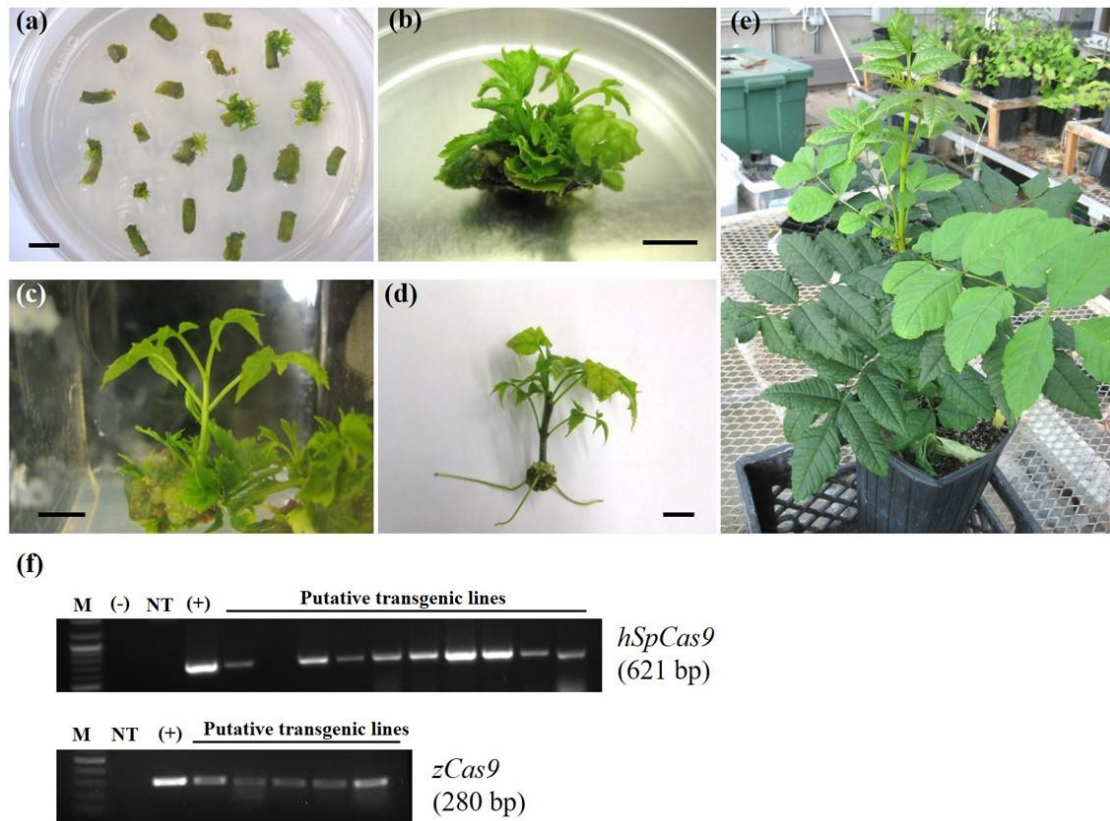 (a)
(b)
(e)
(c)
(d)
(f)
M (-) NT (+) Putative transgenic lines
hSpCas9
(621 bp)
M NT (+) Putative transgenic lines
zCas9
(280 bp)